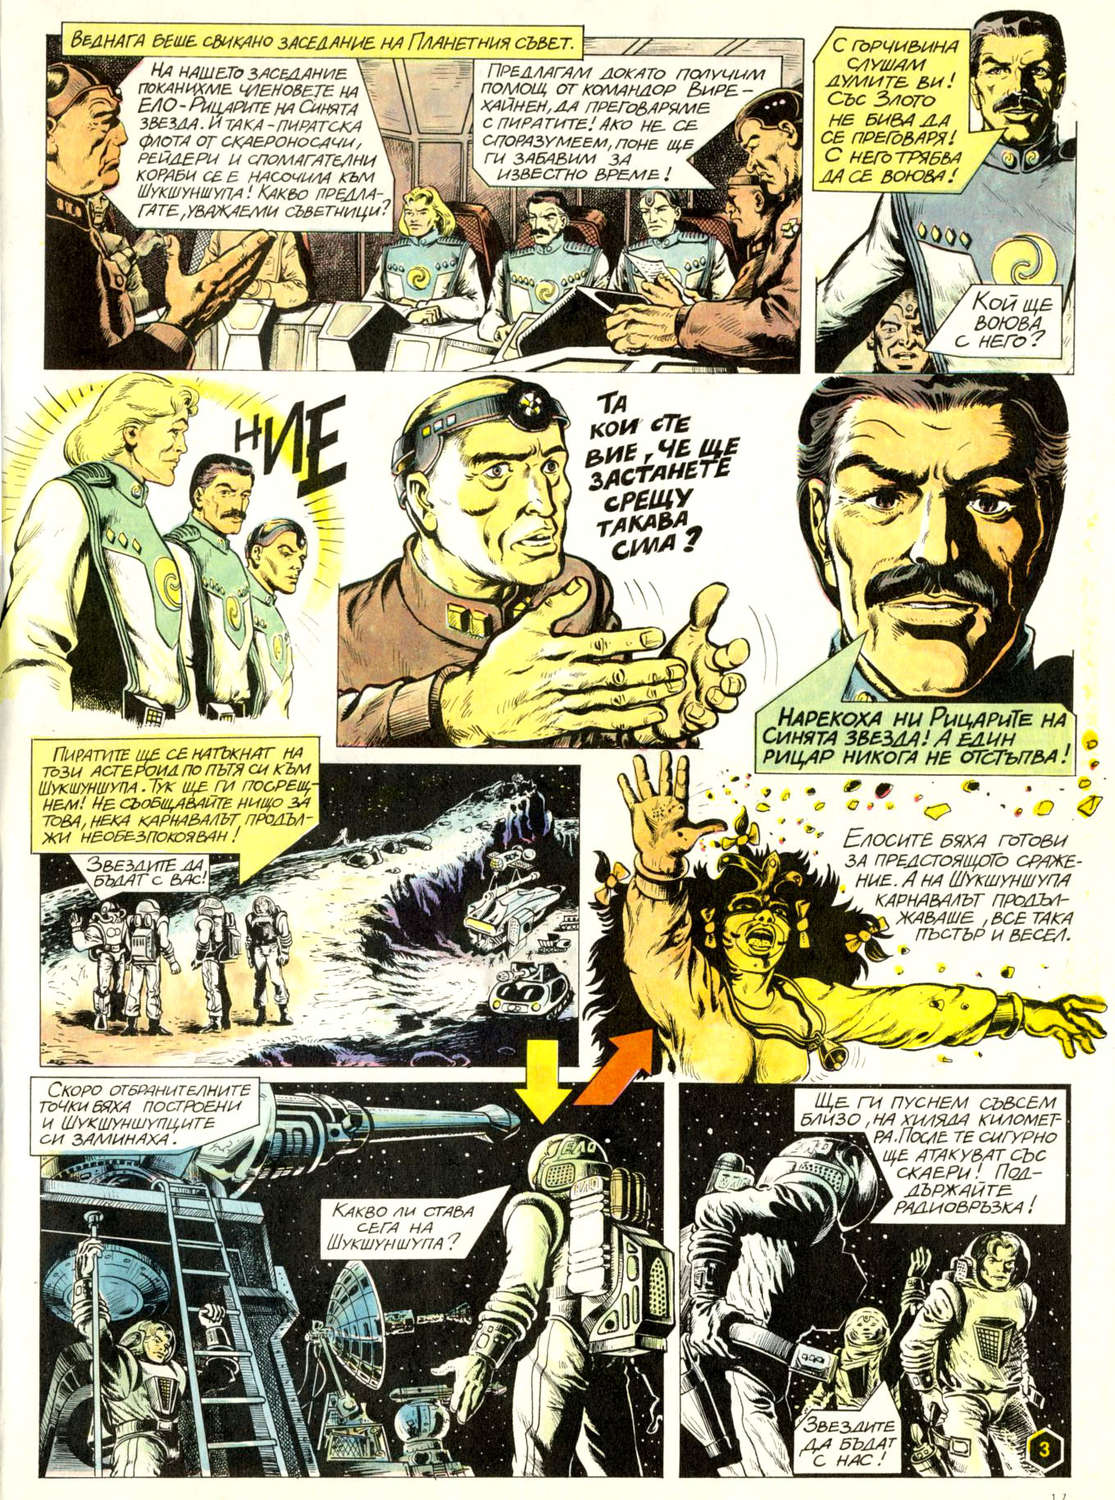 Веднага беше свикано заседание на Планетния съвет.
На нашето заседание
поканихме членовете на
Ело-Рицарите на Синята
звезда. И така-пиратска
флота от скаероносачи,
рейдери и спомагателни
кораби се е насочила към
Шукшуншупа! Какво предла-
гате, уважаеми съветници?
Предлагам докато получим
помощ от командор Вире-
хайнен, да преговаряме
с пиратите! Ако не се
споразумеем, поне ще
ги забавим за
известно време!
С горчивина
слушам
думите ви!
Със Злото
не бива да
се преговаря!
С него трябва
да се воюва!
Кой ще
воюва
с него?
НИЕ
Та
кои сте
вие, че ще
застанете
срещу
такава
сила?
Нарекоха ни Рицарите на
Синята звезда! А един
рицар никога не отстъпва!
Пиратите ще се натъкнат на
този астероид по пътя си към
Шукшуншупа. Тук ще ги посрещ-
нем! Не съобщавайте нищо за
това, нека карнавалът продъл-
жи необезпокояван!
Звездите да
бъдат с вас!
Елосите бяха готови
за предстоящото сраже-
ние. А на Шукшуншупа
карнавалът продъл-
жаваше, все така
пъстър и весел.
Скоро отбранителните
точки бяха построени
и Шукшуншупците
си заминаха.
ЕЛО
ЕЛО
Какво ли става
сега на
Шукшуншупа?
Ще ги пуснем съвсем
близо, на хиляда километ-
ра. После те сигурно
ще атакуват със
скаери! Под-
държайте
радиовръзка!
Звездите
да бъдат
с нас!
3